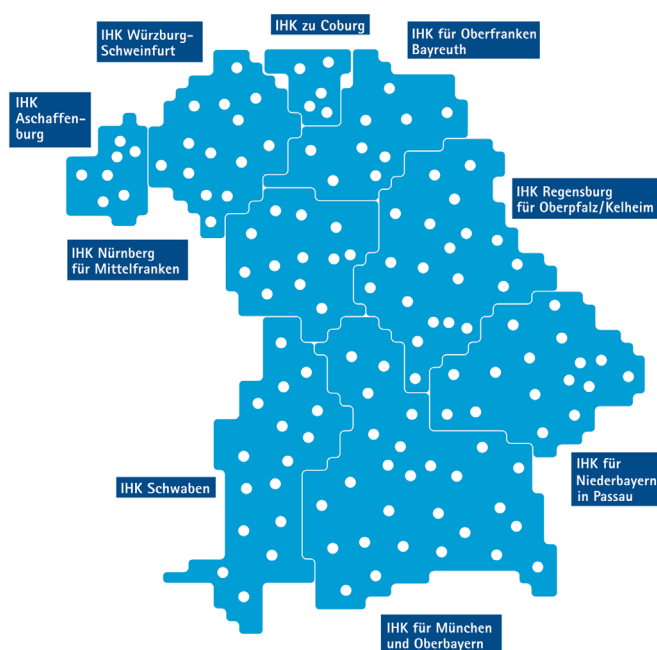 IHK Würzburg-
Schweinfurt
IHK zu Coburg
IHK für Oberfranken
Bayreuth
IHK
Aschaffen-
burg
IHK Regensburg
für Oberpfalz/Kelheim
IHK Nürnberg
für Mittelfranken
IHK Schwaben
IHK für
Niederbayern
in Passau
IHK für München
und Oberbayern